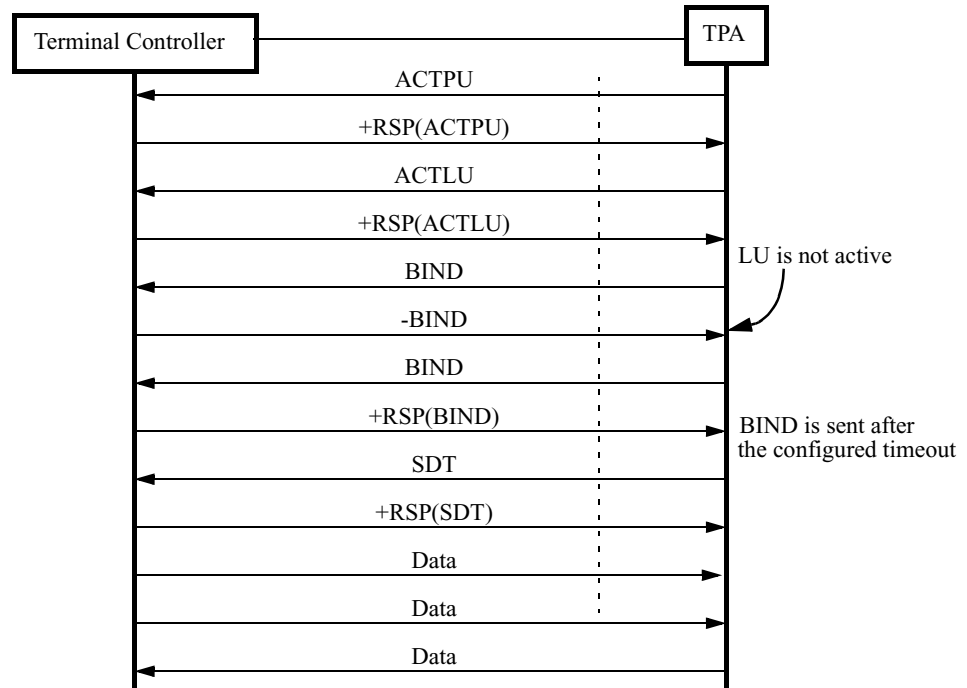 Terminal Controller
TPA
ACTPU
+RSP(ACTPU)
ACTLU
+RSP(ACTLU)
LU is not active
BIND
-BIND
BIND
+RSP(BIND)
BIND is sent after
the configured timeout
SDT
+RSP(SDT)
Data
Data
Data